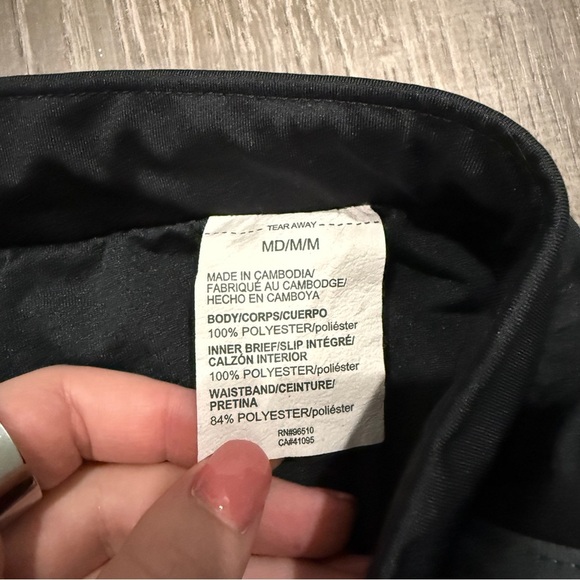 TEAR AWAY
MD/M/M
MADE IN CAMBODIA/
FABRIQUÉ AU CAMBODGE/
HECHO EN CAMBOYA
BODY/CORPS/CUERPO
100% POLYESTER/poliéster
INNER BRIEF/SLIP INTÉGRÉ/
CALZÓN INTERIOR
100% POLYESTER/poliéster
WAISTBAND/CEINTURE/
PRETINA
84% POLYESTER/poliéster
RN#96510
CA#41095